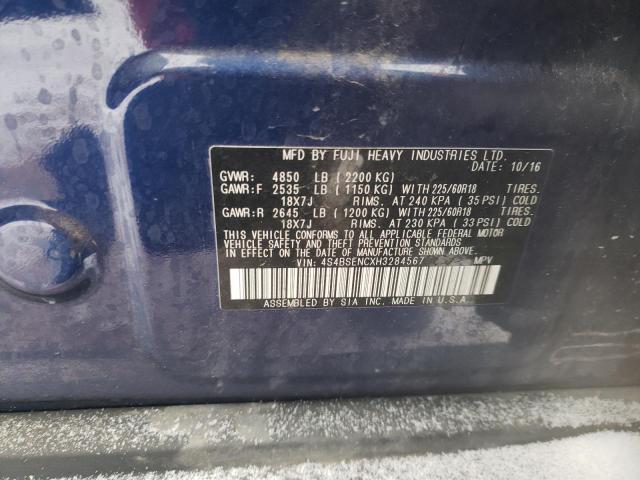 MFD BY FUJI HEAVY INDUSTRIES LTD.
DATE: 10/16
GVWR: 4850 LB (2200 KG)
GAWR:F 2535 LB (1150 KG) WITH 225/60R18 TIRES.
18X7J RIMS. AT 240 KPA (35 PSI) COLD
GAWR:R 2645 LB (1200 KG) WITH 225/60R18 TIRES.
18X7J RIMS. AT 230 KPA (33 PSI) COLD
THIS VEHICLE CONFORMS TO ALL APPLICABLE FEDERAL MOTOR
VEHICLE SAFETY AND THEFT PREVENTION STANDARDS
IN EFFECT ON THE DATE OF MANUFACTURE SHOWN ABOVE.
VIN: 4S4BSENCXH3284567 MPV
ASSEMBLED BY SIA INC. MADE IN U.S.A.